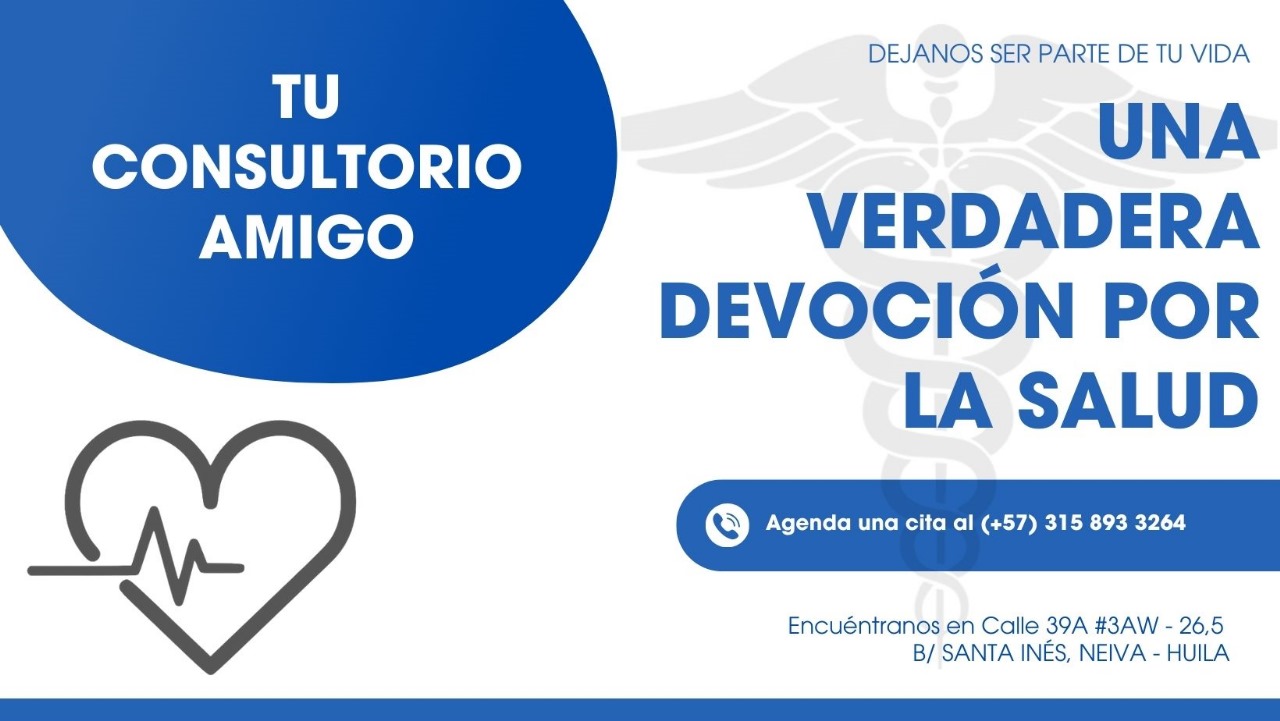 TU
CONSULTORIO
AMIGO
DEJANOS SER PARTE DE TU VIDA
UNA
VERDADERA
DEVOCIÓN POR
LA SALUD
Agenda una cita al (+57) 315 893 3264
Encuéntranos en Calle 39A #3AW - 26,5
B/ SANTA INÉS, NEIVA - HUILA